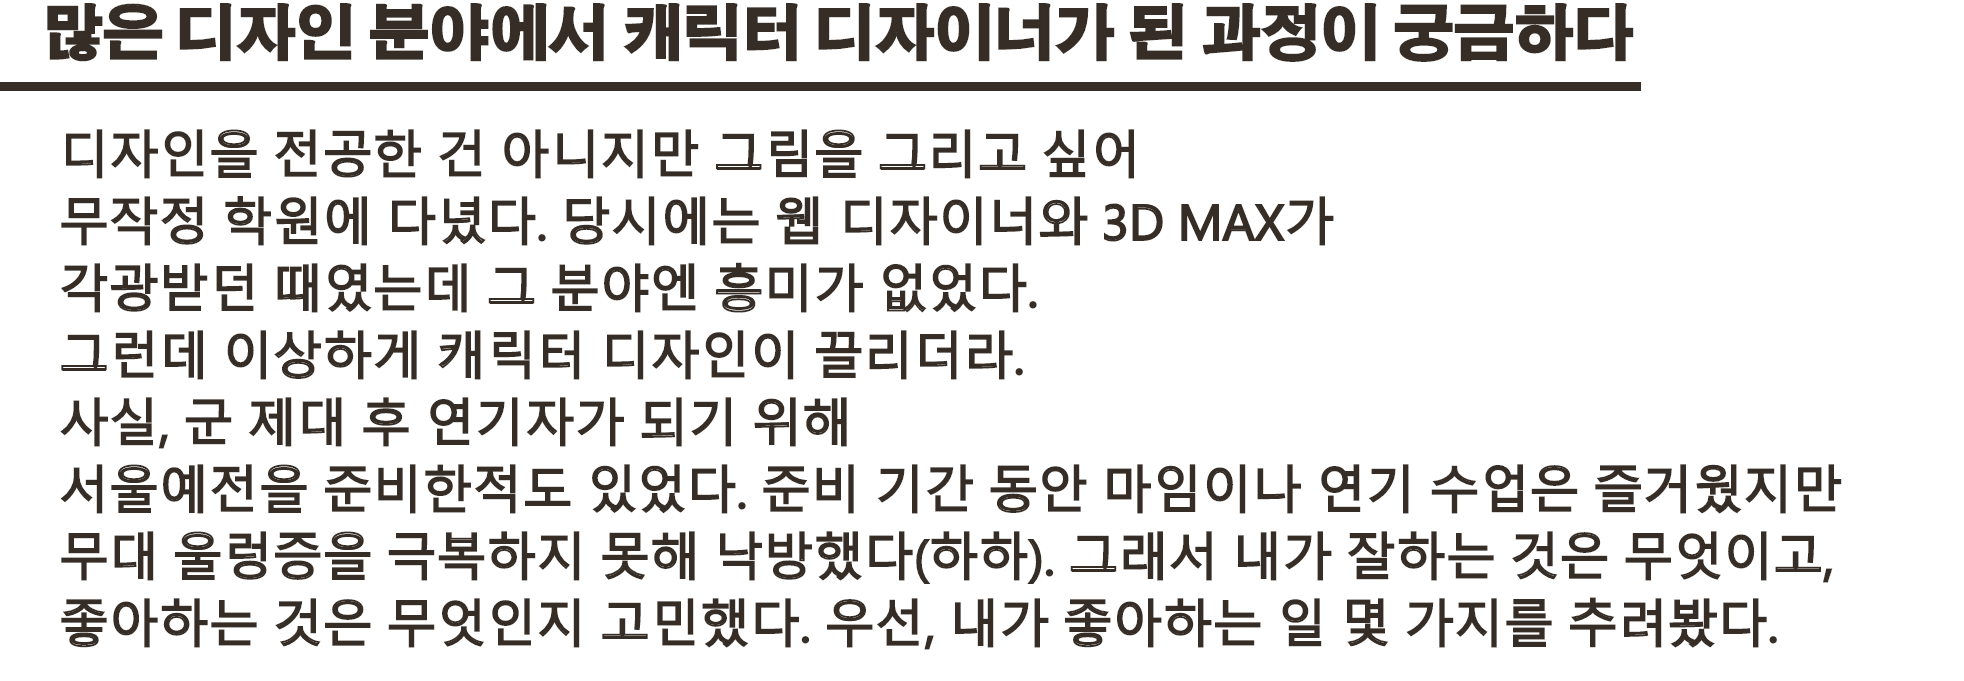 많은 디자인 분야에서 캐릭터 디자이너가 된 과정이 궁금하다
디자인을 전공한 건 아니지만 그림을 그리고 싶어
무작정 학원에 다녔다. 당시에는 웹 디자이너와 3D MAX가
각광받던 때였는데 그 분야엔 흥미가 없었다.
그런데 이상하게 캐릭터 디자인이 끌리더라.
사실, 군 제대 후 연기자가 되기 위해
서울예전을 준비한적도 있었다. 준비 기간 동안 마임이나 연기 수업은 즐거웠지만
무대 울렁증을 극복하지 못해 낙방했다(하하). 그래서 내가 잘하는 것은 무엇이고,
좋아하는 것은 무엇인지 고민했다. 우선, 내가 좋아하는 일 몇 가지를 추려봤다.